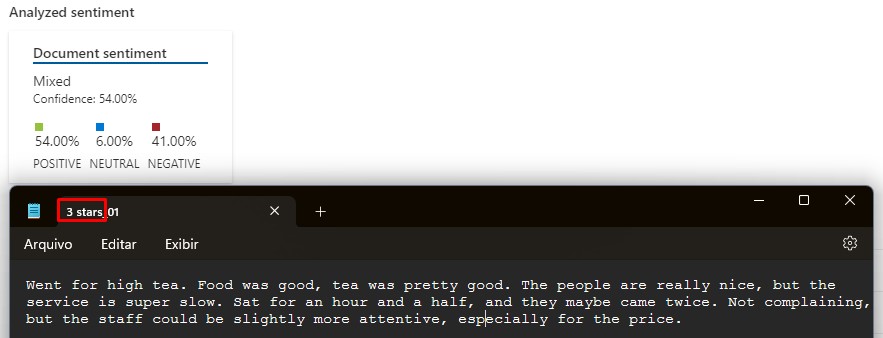 Analyzed sentiment
Document sentiment
Mixed
Confidence: 54.00%
54.00% 6.00% 41.00%
POSITIVE NEUTRAL NEGATIVE
3 stars_01
Arquivo Editar Exibir
Went for high tea. Food was good, tea was pretty good. The people are really nice, but the
service is super slow. Sat for an hour and a half, and they maybe came twice. Not complaining,
but the staff could be slightly more attentive, especially for the price.